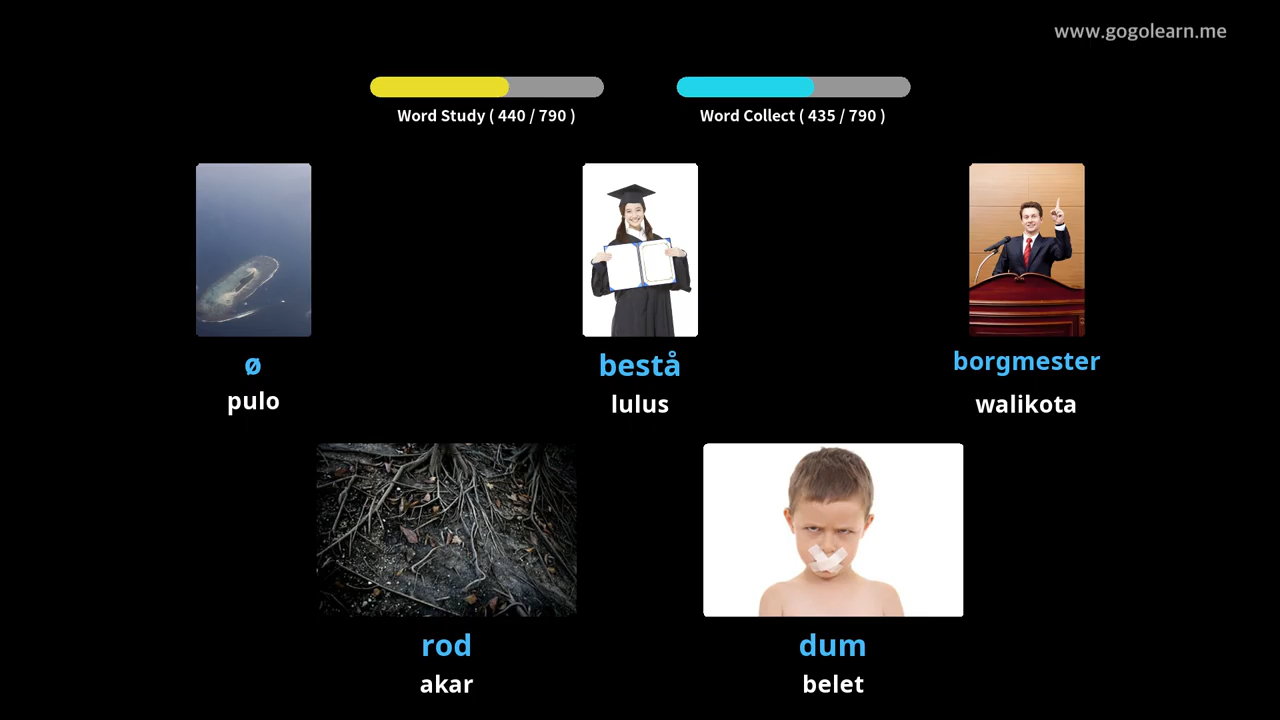 www.gogolearn.me
Word Study ( 440 / 790 )
Word Collect ( 435 / 790 )
ø
bestå
borgmester
pulo
lulus
walikota
rod
dum
akar
belet